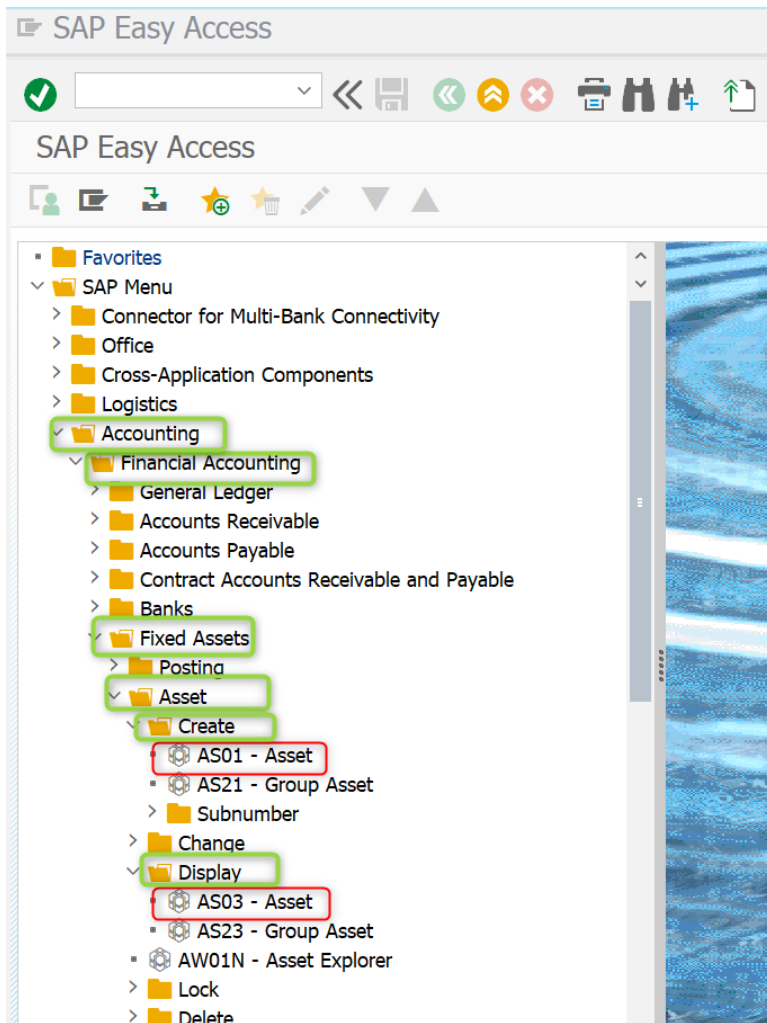 SAP Easy Access
SAP Easy Access
Favorites
SAP Menu
Connector for Multi-Bank Connectivity
Office
Cross-Application Components
Logistics
Accounting
Financial Accounting
General Ledger
Accounts Receivable
Accounts Payable
Contract Accounts Receivable and Payable
Banks
Fixed Assets
Posting
Asset
Create
AS01 - Asset
AS21 - Group Asset
Subnumber
Change
Display
AS03 - Asset
AS23 - Group Asset
AW01N - Asset Explorer
Lock
Delete